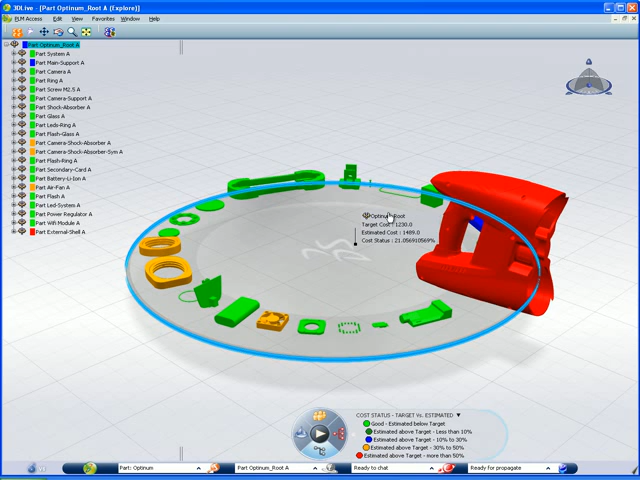 3DLive - [Part Optinum_Root A (Explore)]
PLM Access Edit View Favorites Window Help
Part Optinum_Root A
Part System A
Part Main-Support A
Part Camera A
Part Ring A
Part Screw M2.5 A
Part Camera-Support A
Part Shock-Absorber A
Part Glass A
Part Leds-Ring A
Part Flash-Glass A
Part Camera-Shock-Absorber A
Part Camera-Shock-Absorber-Sym A
Part Flash-Ring A
Part Secondary-Card A
Part Battery-Li-Ion A
Part Air-Fan A
Part Flash A
Part Led-System A
Part Power Regulator A
Part Wifi Module A
Part External-Shell A
Optinum_Root
Target Cost : 1230.0
Estimated Cost : 1489.0
Cost Status : 21.056910569%
COST STATUS - TARGET Vs. ESTIMATED
Good - Estimated below Target
Estimated above Target - Less than 10%
Estimated above Target - 10% to 30%
Estimated above Target - 30% to 50%
Estimated above Target - more than 50%
Part: Optinum
Part Optinum_Root A
Ready to chat
Ready for propagate